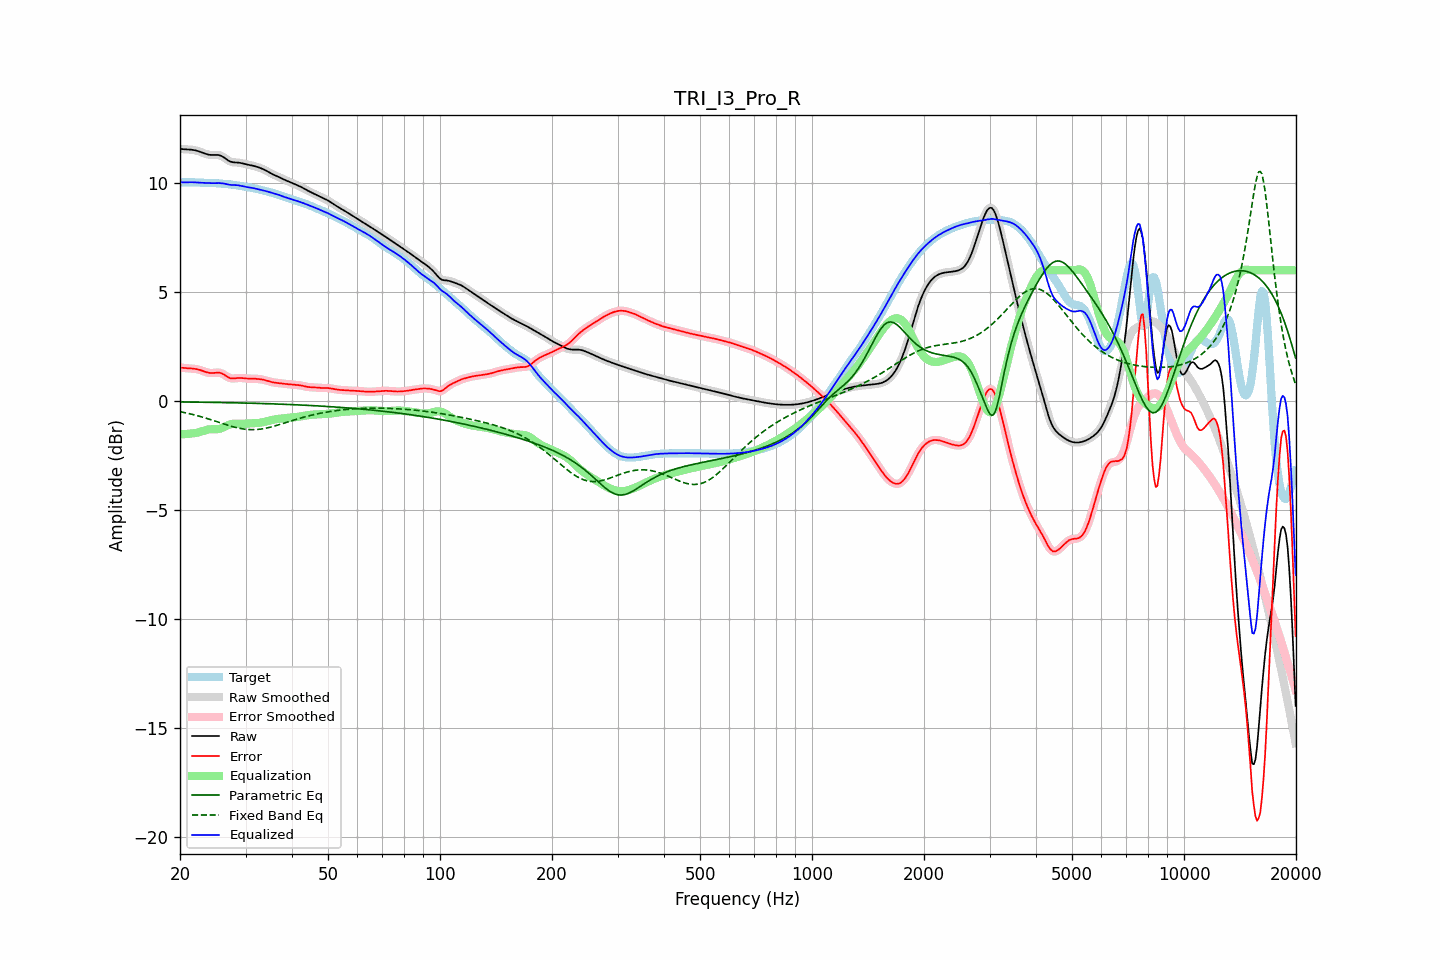 TRI_I3_Pro_R
Amplitude (dBr)
10
5
0
−5
−10
−15
−20
Target
Raw Smoothed
Error Smoothed
Raw
Error
Equalization
Parametric Eq
Fixed Band Eq
Equalized
20 50 100 200 500 1000 2000 5000 10000 20000
Frequency (Hz)